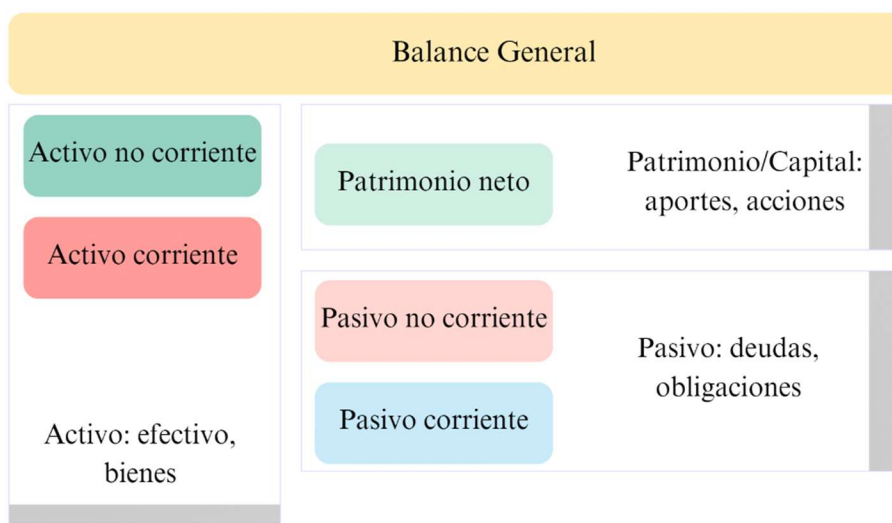 Balance General
Activo no corriente
Activo corriente
Activo: efectivo,
bienes
Patrimonio neto
Patrimonio/Capital:
aportes, acciones
Pasivo no corriente
Pasivo corriente
Pasivo: deudas,
obligaciones